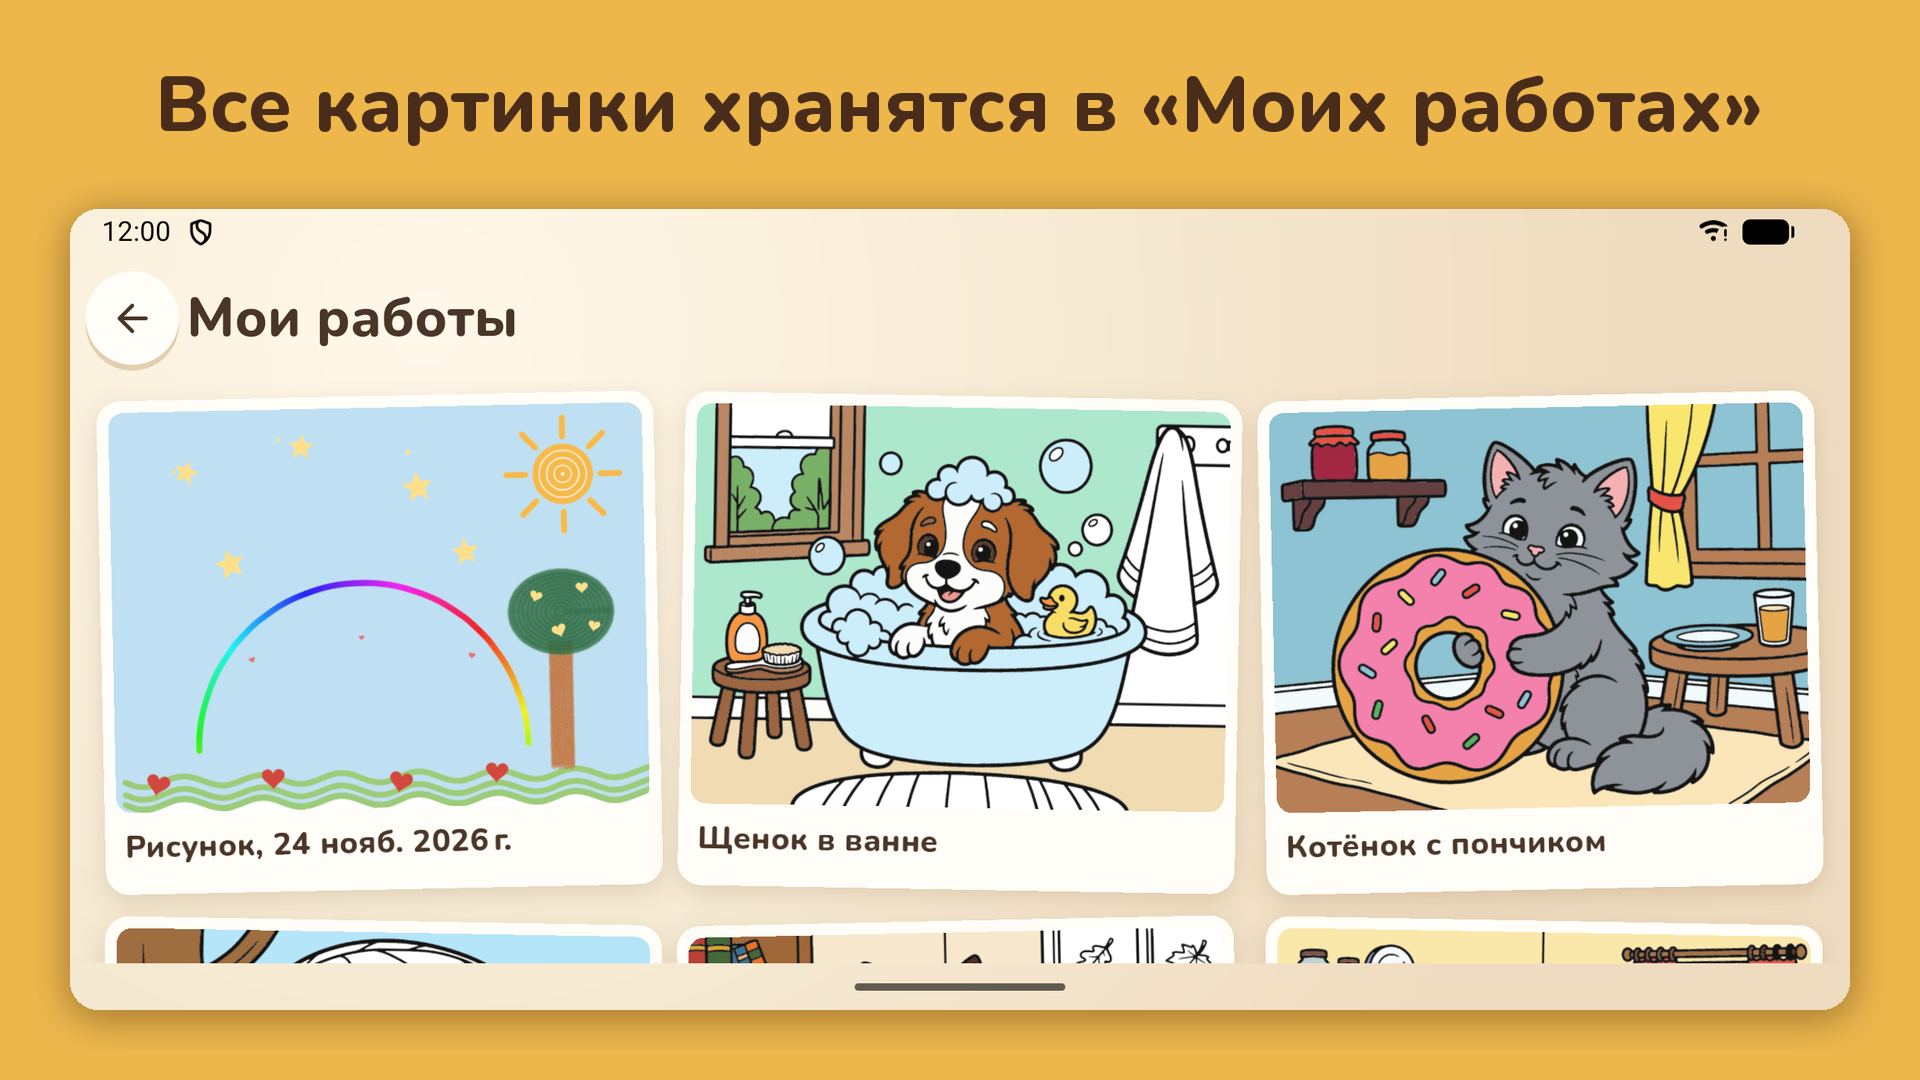 Все картинки хранятся в «Моих работах»
12:00
Мои работы
Рисунок, 24 нояб. 2026 г.
Щенок в ванне
Котёнок с пончиком